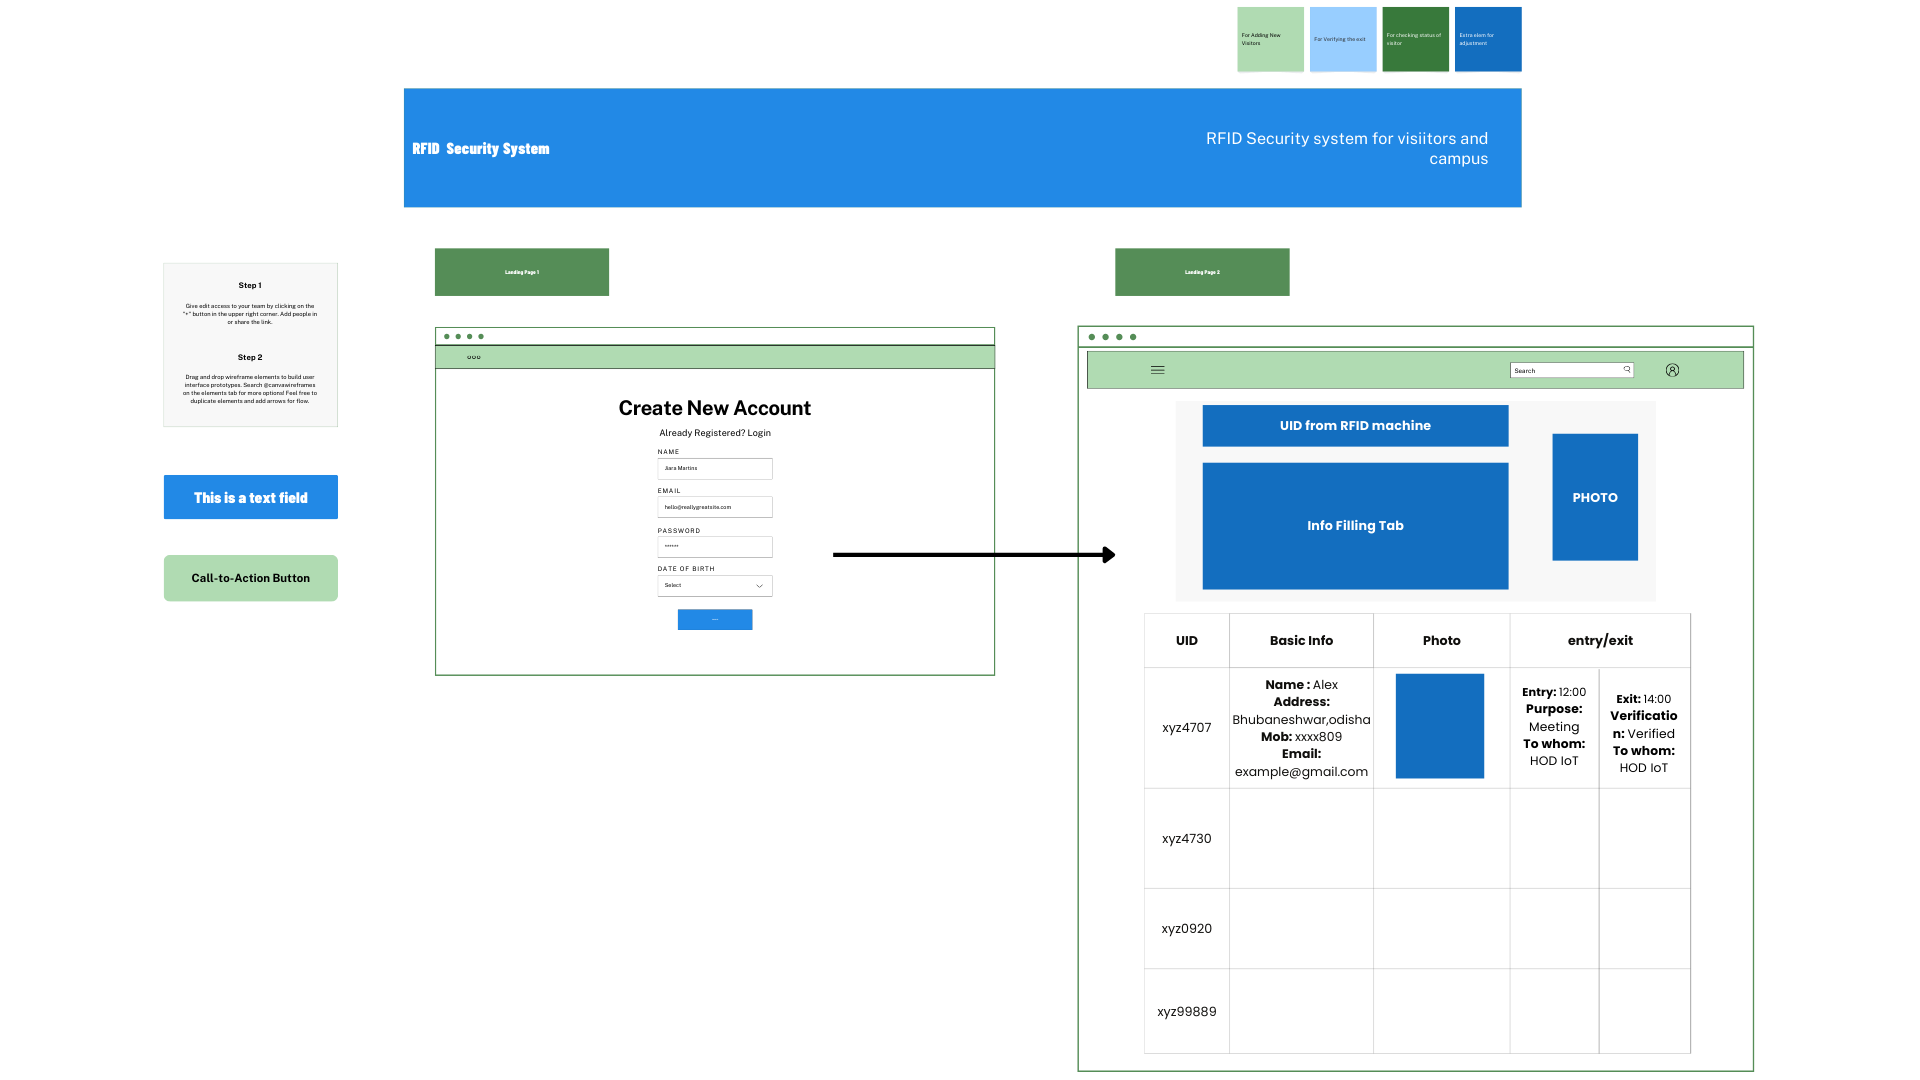 For Adding New
Visitors
For Verifying the exit
For checking status of
visitor
Extra elem for
adjustment
RFID  Security System
RFID Security system for visiitors and
campus
Landing Page 1
Landing Page 2
Step 1
Give edit access to your team by clicking on the
"+" button in the upper right corner. Add people in
or share the link.
Step 2
Drag and drop wireframe elements to build user
interface prototypes. Search @canvawireframes
on the elements tab for more options! Feel free to
duplicate elements and add arrows for flow.
This is a text field
Call-to-Action Button
Create New Account
Already Registered? Login
NAME
Jiara Martins
EMAIL
hello@reallygreatsite.com
PASSWORD
******
DATE OF BIRTH
Select
Search
UID from RFID machine
Info Filling Tab
PHOTO
UID
Basic Info
Photo
entry/exit
xyz4707
Name : Alex
Address:
Bhubaneshwar,odisha
Mob: xxxx809
Email:
example@gmail.com
Entry: 12:00
Purpose:
Meeting
To whom:
HOD IoT
Exit: 14:00
Verificatio
n: Verified
To whom:
HOD IoT
xyz4730
xyz0920
xyz99889